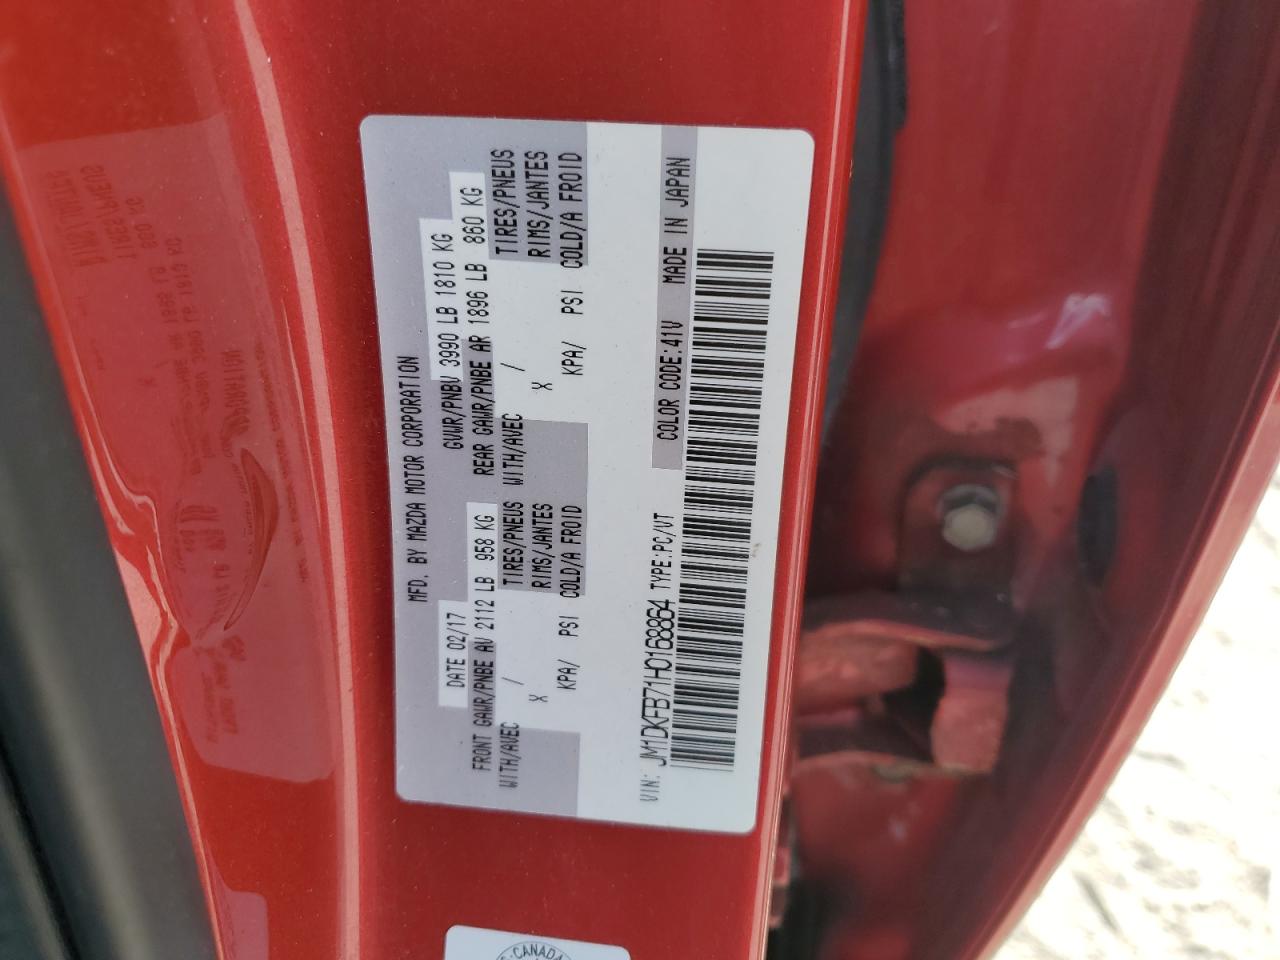 MFD. BY MAZDA MOTOR CORPORATION
DATE 02/17 GVWR/PNBV 3990 LB 1810 KG
FRONT GAWR/PNBE AV 2112 LB 958 KG REAR GAWR/PNBE AR 1896 LB 860 KG
WITH/AVEC / TIRES/PNEUS WITH/AVEC / TIRES/PNEUS
X RIMS/JANTES X RIMS/JANTES
KPA/ PSI COLD/A FROID KPA/ PSI COLD/A FROID
VIN: JM1DKFB71H0168864 TYPE:PC/VT COLOR CODE:41V MADE IN JAPAN
CANADA